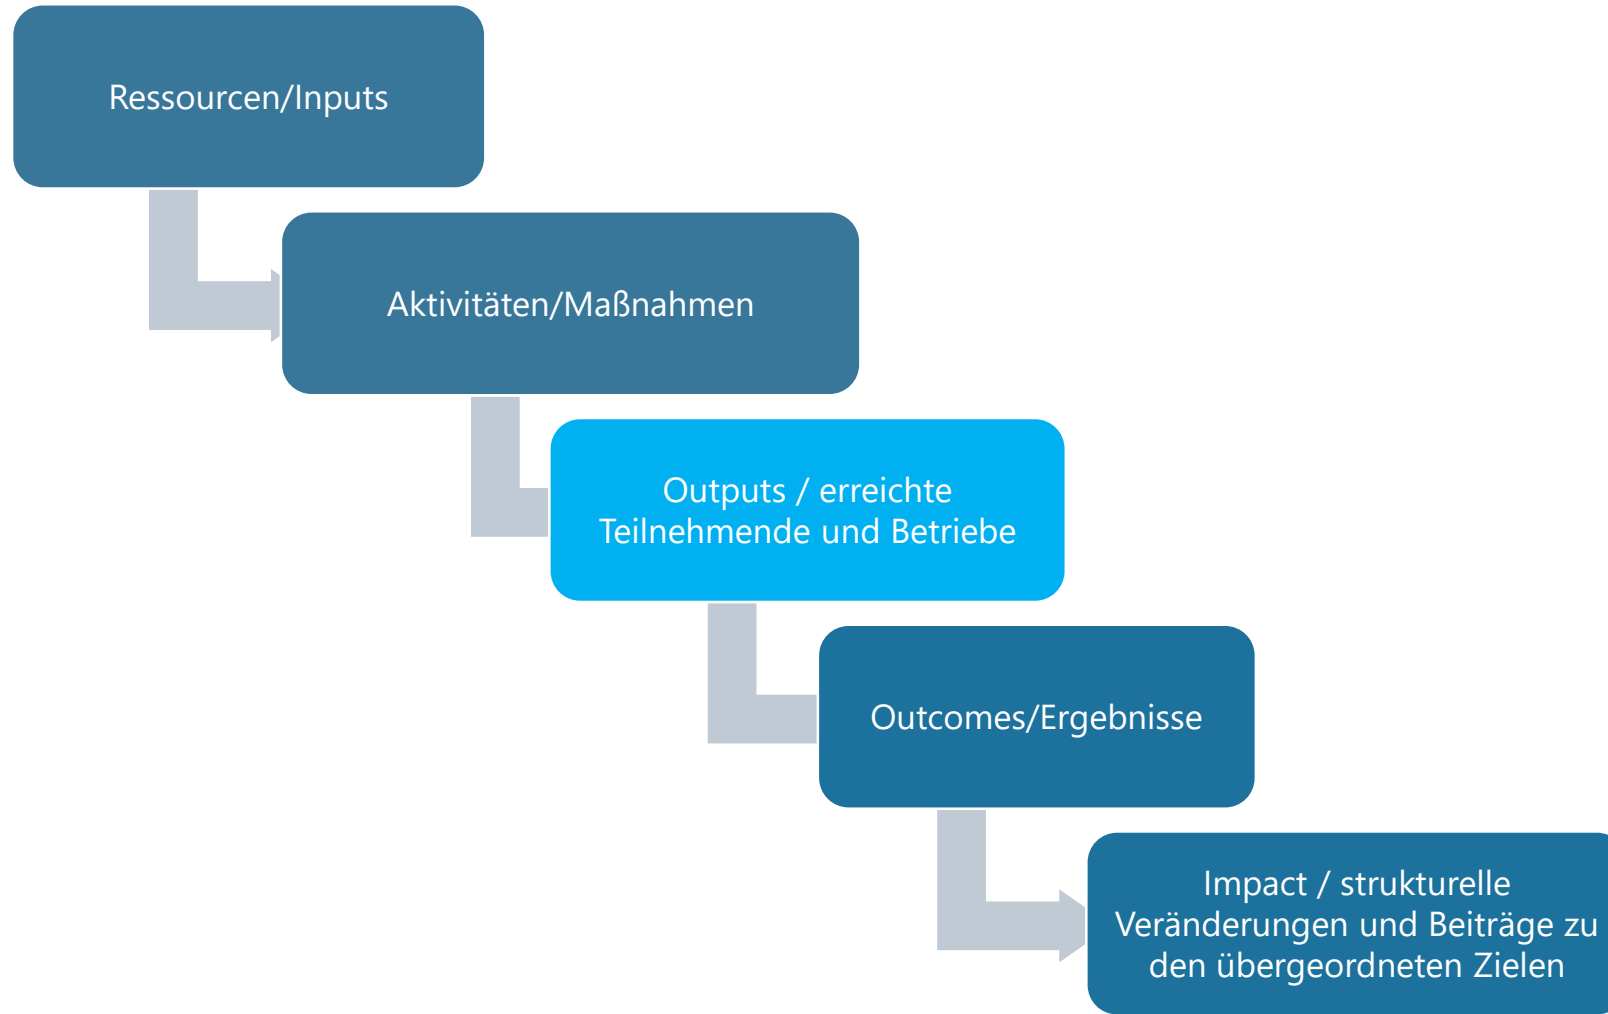 Ressourcen/Inputs
Aktivitäten/Maßnahmen
Outputs / erreichte
Teilnehmende und Betriebe
Outcomes/Ergebnisse
Impact / strukturelle
Veränderungen und Beiträge zu
den übergeordneten Zielen